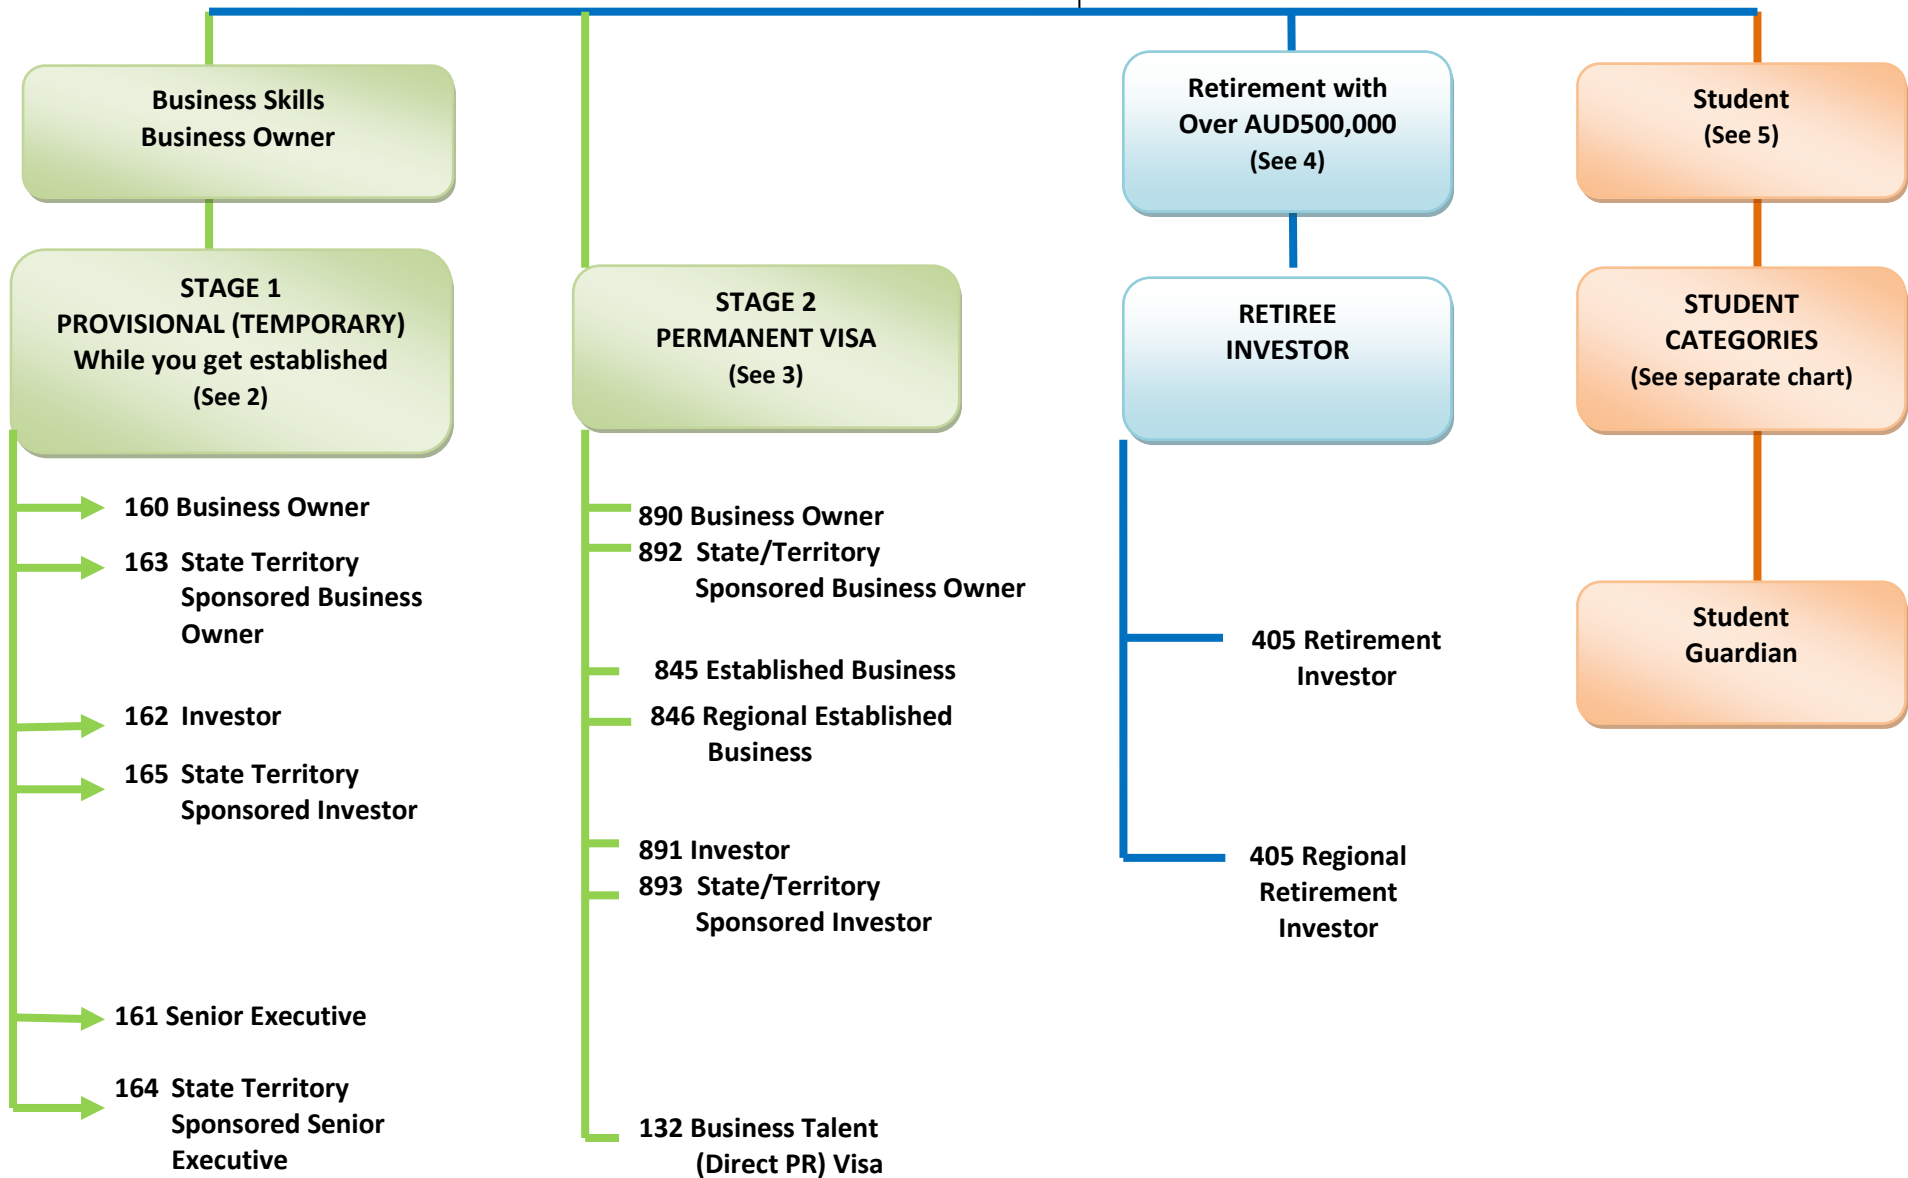 Business Skills
Business Owner
Retirement with
Over AUD500,000
(See 4)
Student
(See 5)
STAGE 1
PROVISIONAL (TEMPORARY)
While you get established
(See 2)
STAGE 2
PERMANENT VISA
(See 3)
RETIREE
INVESTOR
STUDENT
CATEGORIES
(See separate chart)
160 Business Owner
163 State Territory
Sponsored Business
Owner
162 Investor
165 State Territory
Sponsored Investor
161 Senior Executive
164 State Territory
Sponsored Senior
Executive
890 Business Owner
892 State/Territory
Sponsored Business Owner
845 Established Business
846 Regional Established
Business
891 Investor
893 State/Territory
Sponsored Investor
132 Business Talent
(Direct PR) Visa
405 Retirement
Investor
405 Regional
Retirement
Investor
Student
Guardian